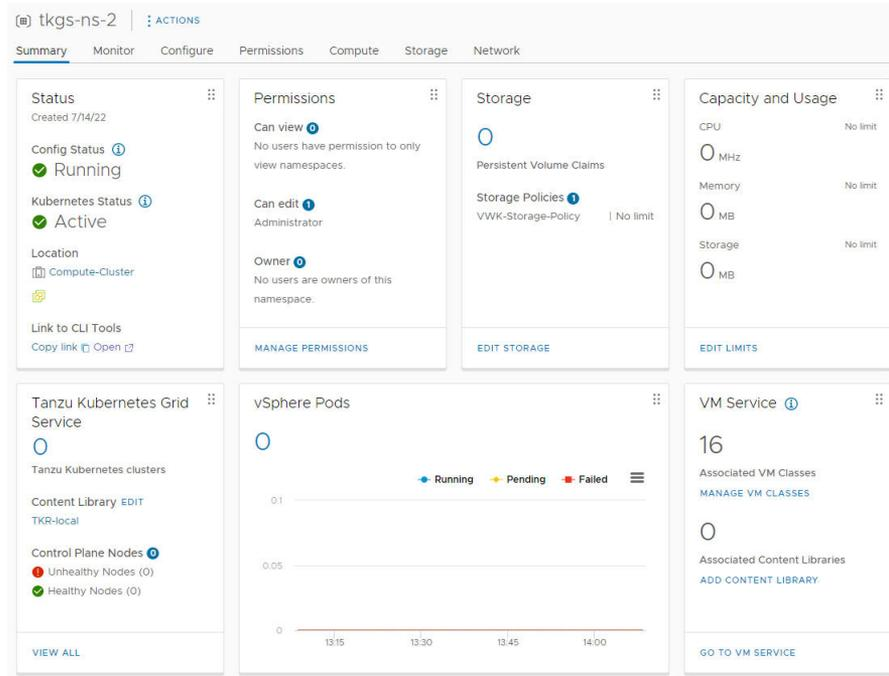 tkgs-ns-2
ACTIONS
Summary Monitor Configure Permissions Compute Storage Network
Status
Created 7/14/22
Config Status
Running
Kubernetes Status
Active
Location
Compute-Cluster
Link to CLI Tools
Copy link Open
Permissions
Can view 0
No users have permission to only
view namespaces.
Can edit 1
Administrator
Owner 0
No users are owners of this
namespace.
MANAGE PERMISSIONS
Storage
0
Persistent Volume Claims
Storage Policies 1
VWK-Storage-Policy | No limit
EDIT STORAGE
Capacity and Usage
CPU No limit
0 MHz
Memory No limit
0 MB
Storage No limit
0 MB
EDIT LIMITS
Tanzu Kubernetes Grid
Service
0
Tanzu Kubernetes clusters
Content Library EDIT
TKR-local
Control Plane Nodes 0
Unhealthy Nodes (0)
Healthy Nodes (0)
VIEW ALL
vSphere Pods
0
Running Pending Failed
0.1
0.05
0
13:15 13:30 13:45 14:00
VM Service
16
Associated VM Classes
MANAGE VM CLASSES
0
Associated Content Libraries
ADD CONTENT LIBRARY
GO TO VM SERVICE